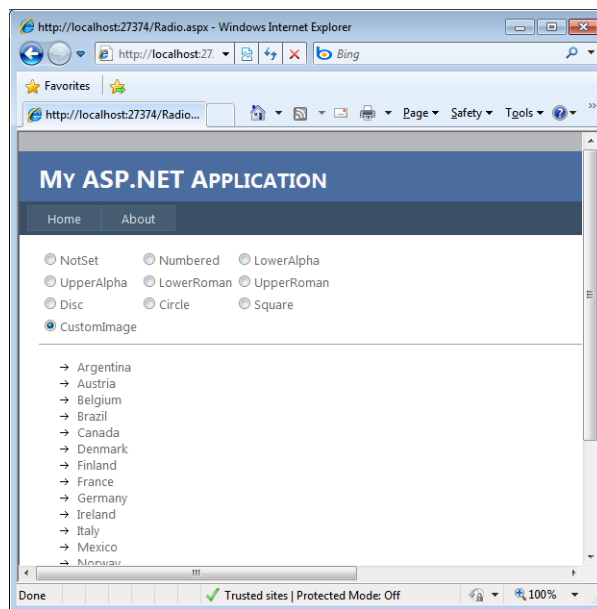 http://localhost:27374/Radio.aspx - Windows Internet Explorer
http://localhost:27. Bing
Favorites
http://localhost:27374/Radio... Page Safety Tools »
MY ASP.NET APPLICATION
Home About
NotSet Numbered LowerAlpha
UpperAlpha LowerRoman UpperRoman
Disc Circle Square
CustomImage
→ Argentina
→ Austria
→ Belgium
→ Brazil
→ Canada
→ Denmark
→ Finland
→ France
→ Germany
→ Ireland
→ Italy
→ Mexico
→ Norway
Done Trusted sites | Protected Mode: Off 100%